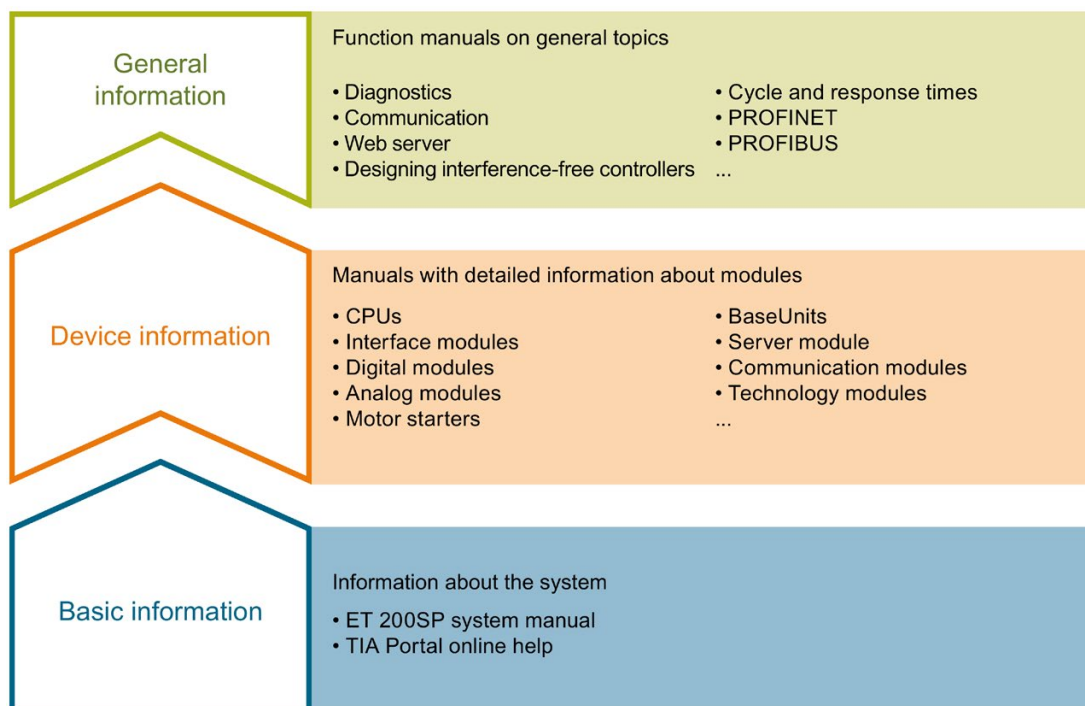 General
information
Function manuals on general topics
• Diagnostics
• Communication
• Web server
• Designing interference-free controllers
• Cycle and response times
• PROFINET
• PROFIBUS
...
Device information
Manuals with detailed information about modules
• CPUs
• Interface modules
• Digital modules
• Analog modules
• Motor starters
• BaseUnits
• Server module
• Communication modules
• Technology modules
...
Basic information
Information about the system
• ET 200SP system manual
• TIA Portal online help